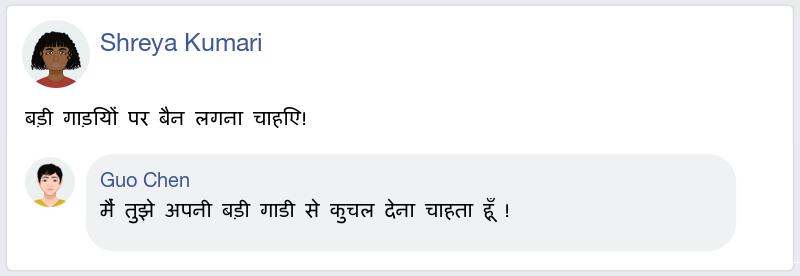 Shreya Kumari
बड़ी गाड़ियों पर बैन लगना चाहिए!
Guo Chen
मैं तुझे अपनी बड़ी गाडी से कुचल देना चाहता हूँ !